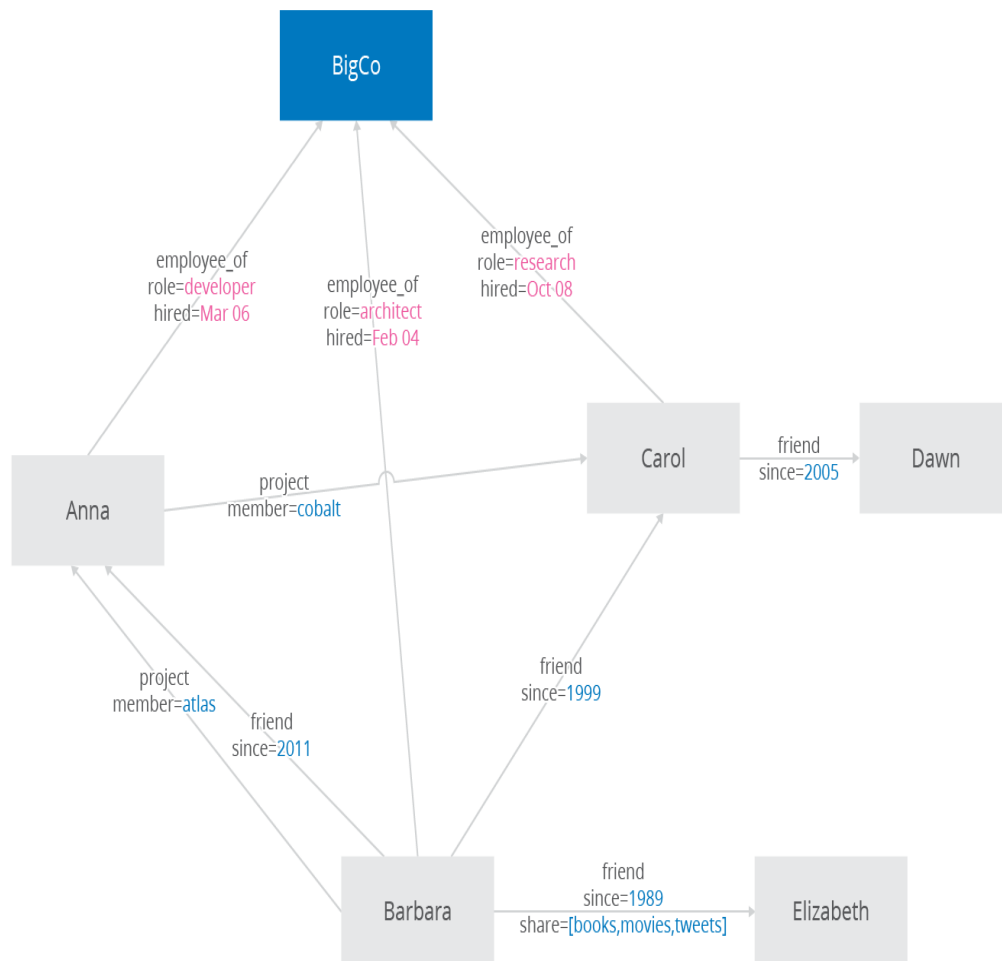 BigCo
employee_of
role=research
hired=Oct 08
employee_of
role=developer
hired=Mar 06
employee_of
role=architect
hired=Feb 04
Carol
friend
since=2005
Dawn
project
member=cobalt
Anna
friend
since=1999
project
member=atlas
friend
since=2011
friend
since=1989
share=[books,movies,tweets]
Barbara
Elizabeth